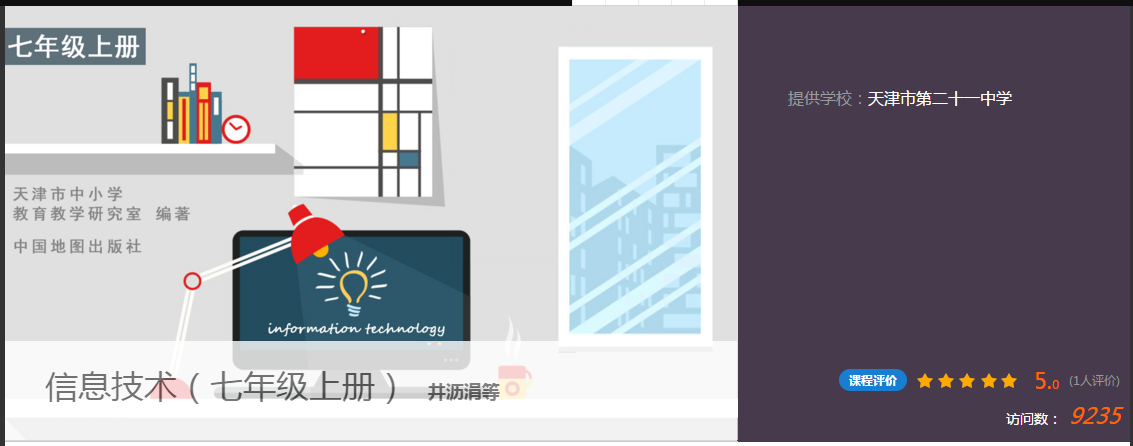 七年级上册
天津市中小学
教育教学研究室 编著
中国地图出版社
information technology
信息技术（七年级上册） 井沥涓等
提供学校：天津市第二十一中学
课程评价 5.0 (1人评价)
访问数： 9235